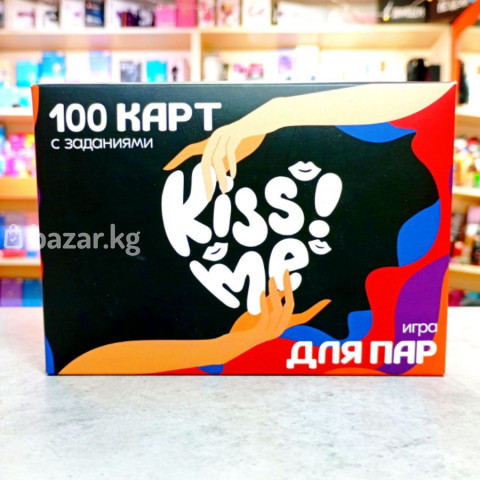 100 КАРТ
с заданиями
Kiss
me!
bazar.kg
игра
ДЛЯ ПАР